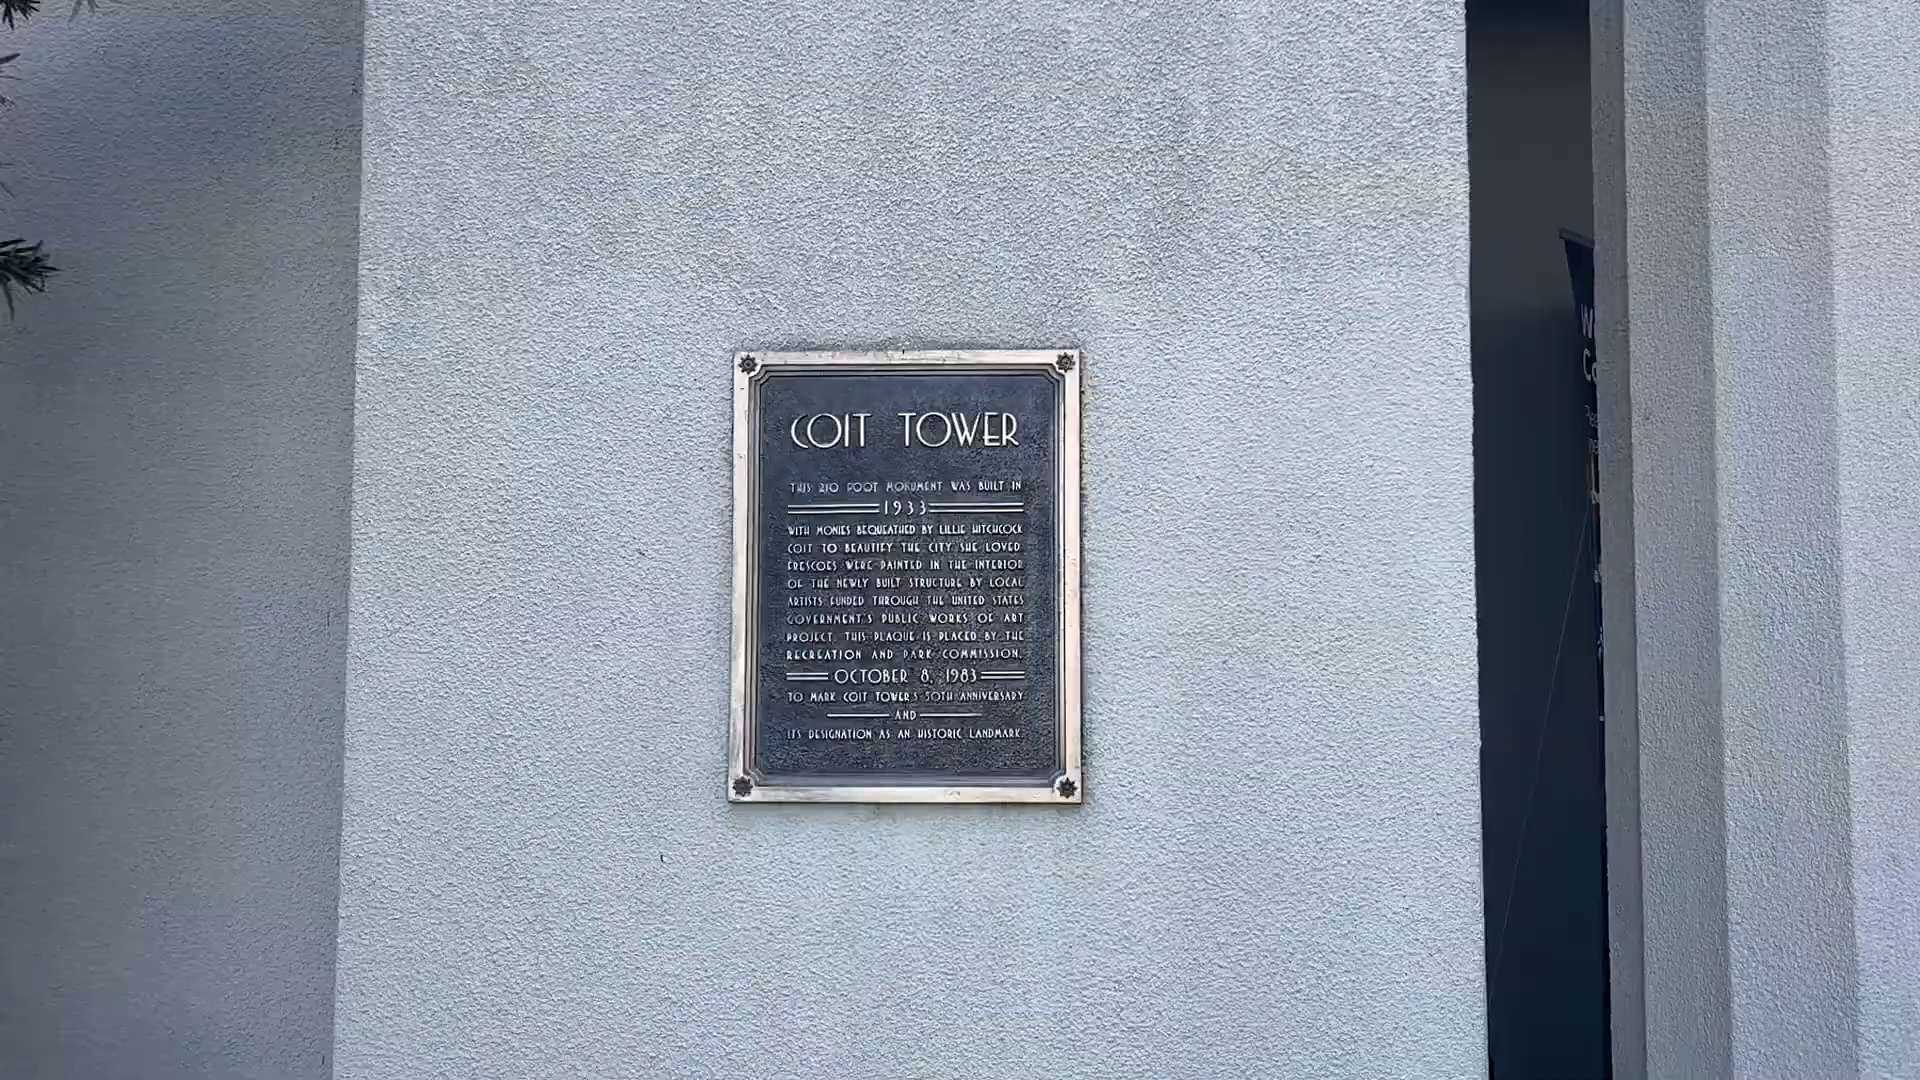 COIT TOWER
THIS 210 FOOT MONUMENT WAS BUILT IN
1933
WITH MONIES BEQUEATHED BY LILLIE HITCHCOCK
COIT TO BEAUTIFY THE CITY SHE LOVED
FRESCOES WERE PAINTED IN THE INTERIOR
OF THE NEWLY BUILT STRUCTURE BY LOCAL
ARTISTS FUNDED THROUGH THE UNITED STATES
GOVERNMENT'S PUBLIC WORKS OF ART
PROJECT. THIS PLAQUE IS PLACED BY THE
RECREATION AND PARK COMMISSION.
OCTOBER 8, 1983
TO MARK COIT TOWER'S 50TH ANNIVERSARY
AND
ITS DESIGNATION AS AN HISTORIC LANDMARK